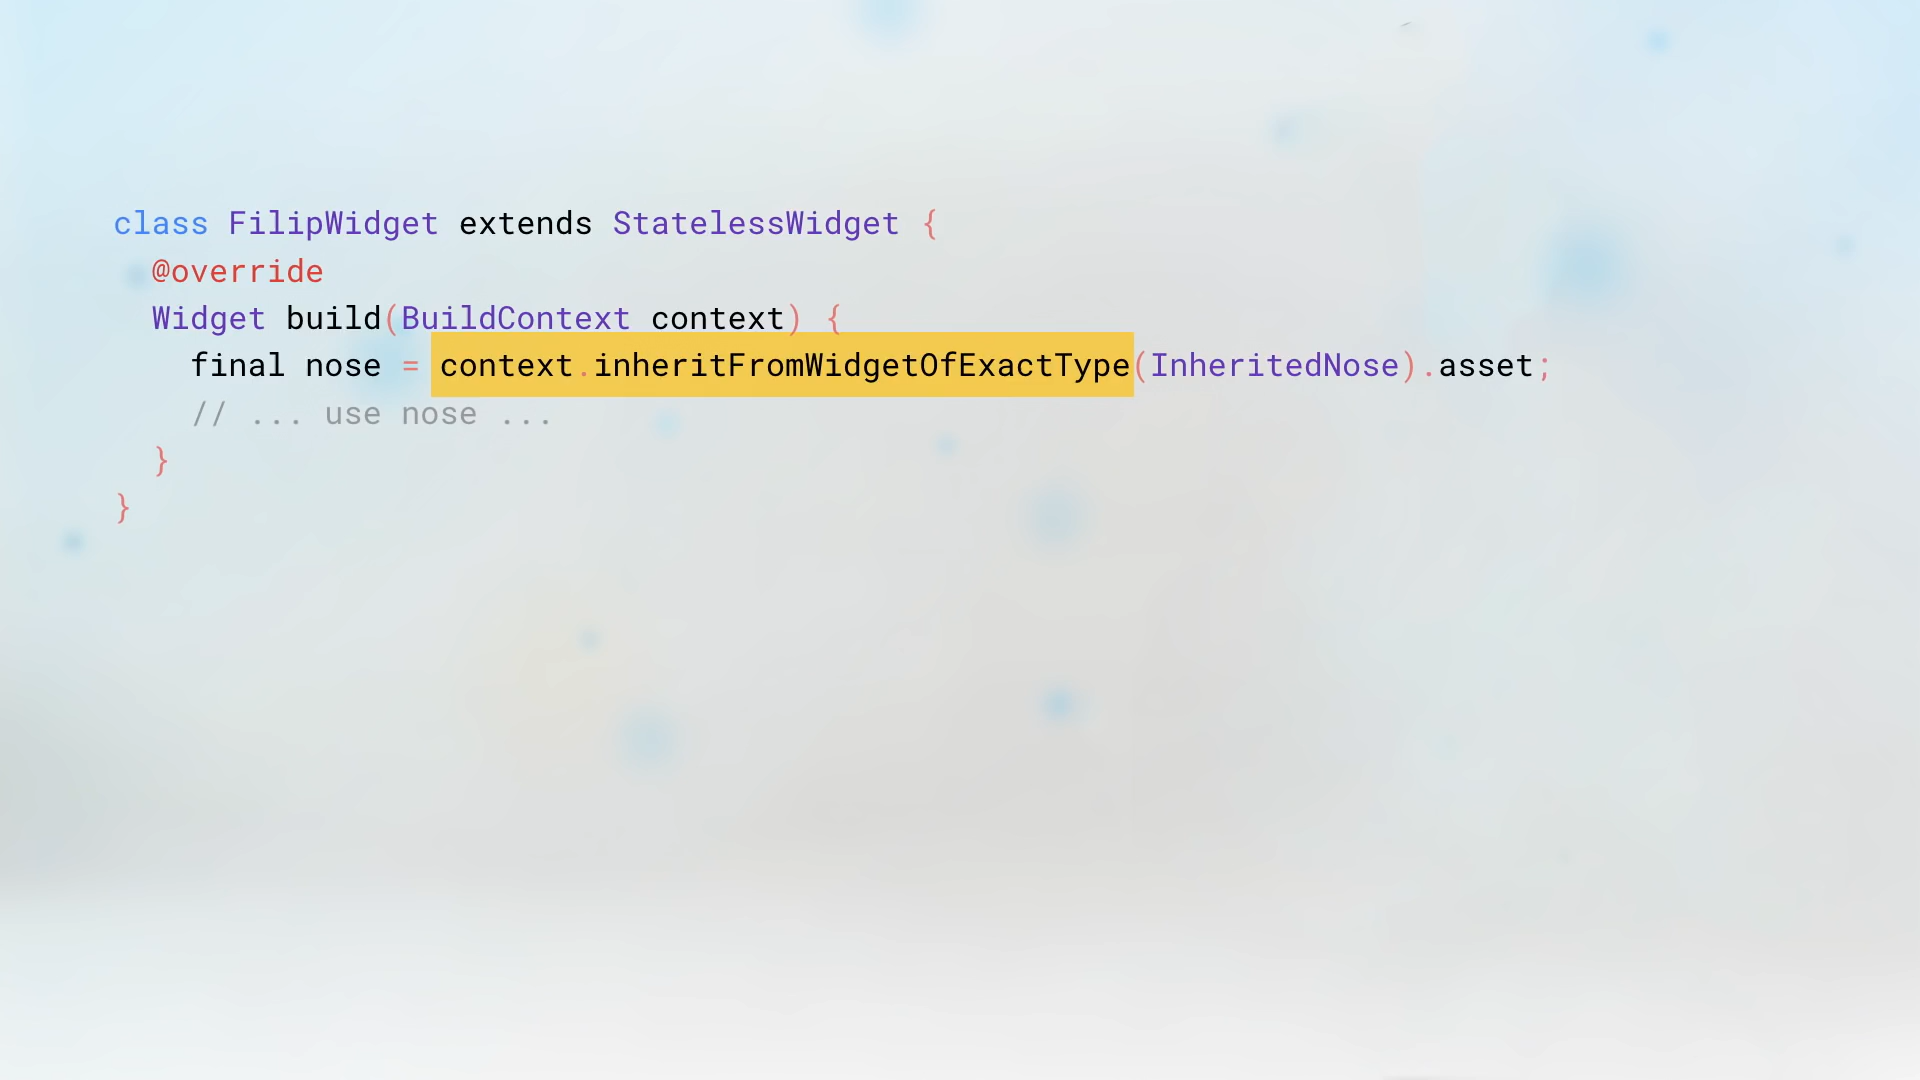 class FilipWidget extends StatelessWidget {
@override
Widget build(BuildContext context) {
final nose = context.inheritFromWidgetOfExactType(InheritedNose).asset;
// ... use nose ...
}
}